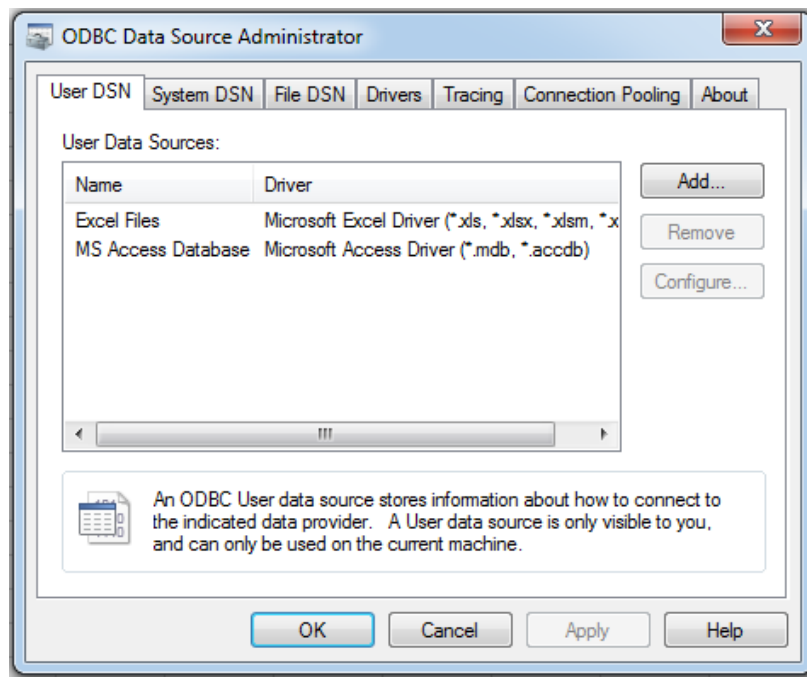 ODBC Data Source Administrator
User DSN System DSN File DSN Drivers Tracing Connection Pooling About
User Data Sources:
Name Driver
Excel Files Microsoft Excel Driver (*.xls, *.xlsx, *.xlsm, *.x
MS Access Database Microsoft Access Driver (*.mdb, *.accdb)
Add...
Remove
Configure...
An ODBC User data source stores information about how to connect to
the indicated data provider. A User data source is only visible to you,
and can only be used on the current machine.
OK Cancel Apply Help